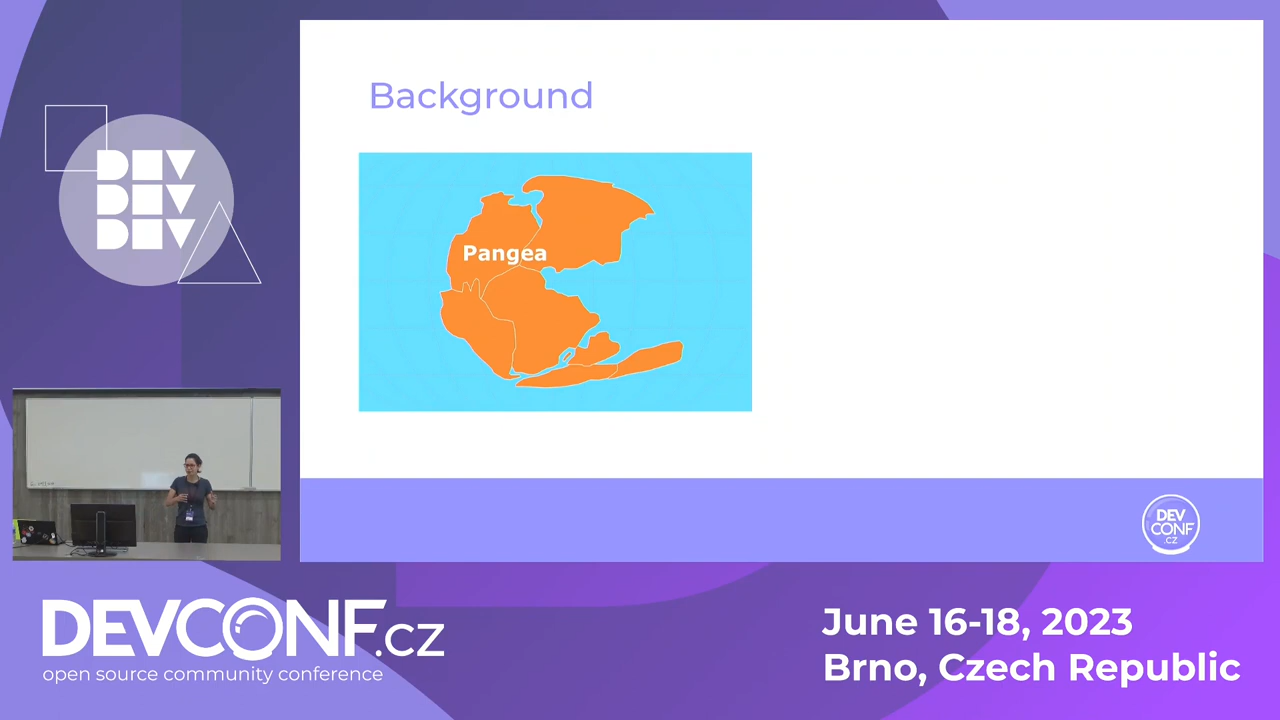 Background
DEV
DEV
DEV
Pangea
DEV
CONF
.CZ
DEVCONF.cz
open source community conference
June 16-18, 2023
Brno, Czech Republic